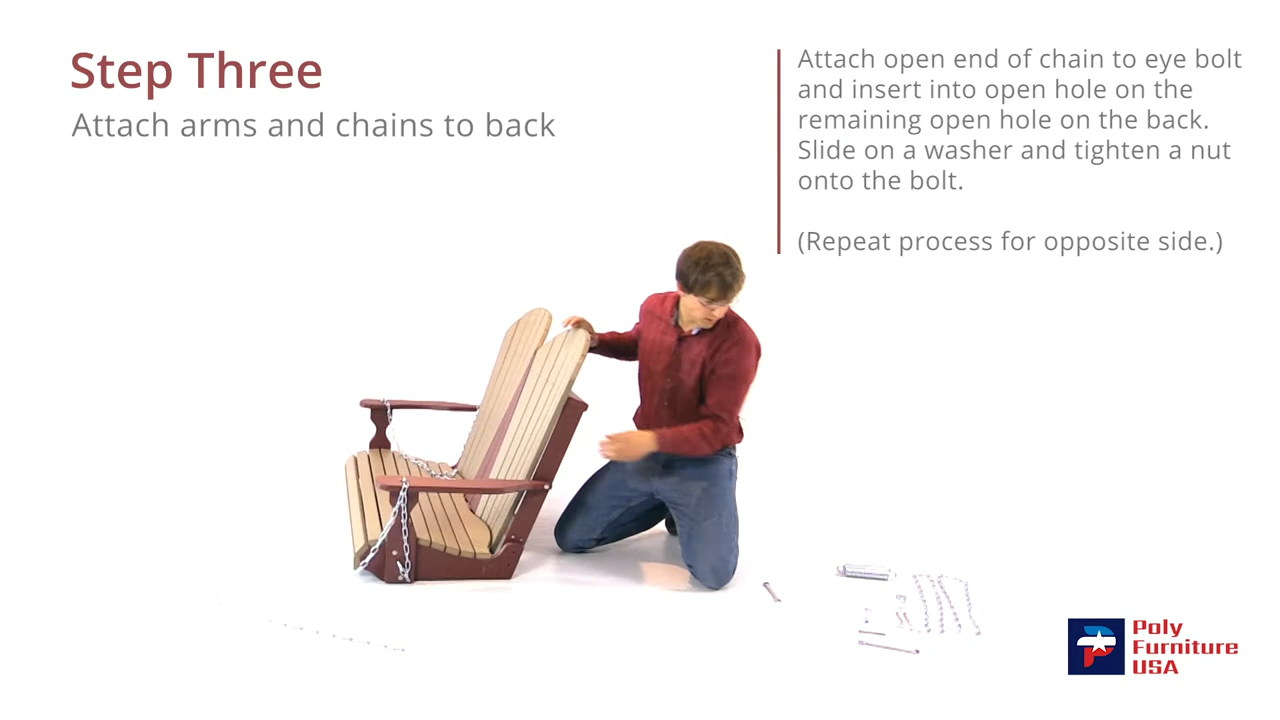 Step Three
Attach arms and chains to back
Attach open end of chain to eye bolt
and insert into open hole on the
remaining open hole on the back.
Slide on a washer and tighten a nut
onto the bolt.
(Repeat process for opposite side.)
Poly
Furniture
USA